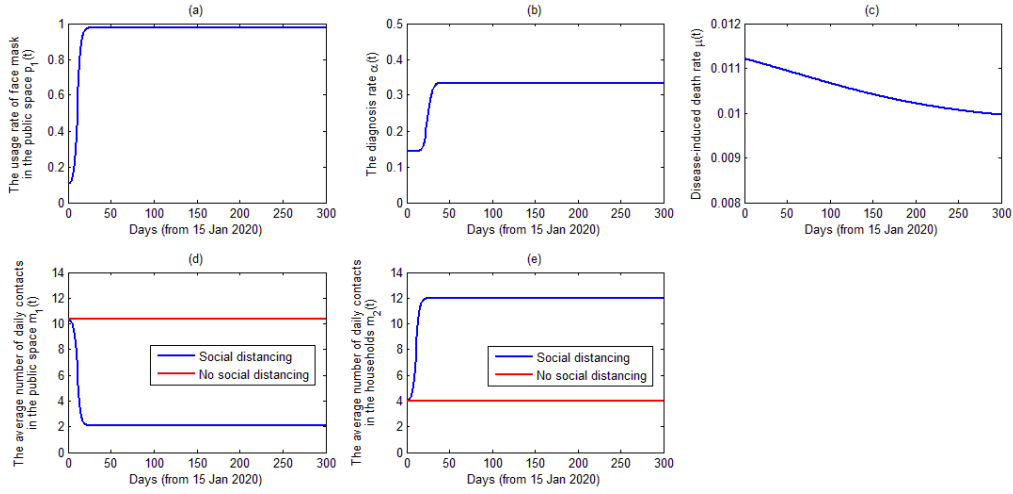 (a)
The usage rate of face mask
in the public space p1(t)
1
0.8
0.6
0.4
0.2
0
0 50 100 150 200 250 300
Days (from 15 Jan 2020)
(b)
The diagnosis rate α(t)
0.5
0.4
0.3
0.2
0.1
0
0 50 100 150 200 250 300
Days (from 15 Jan 2020)
(c)
Disease-induced death rate μ(t)
0.012
0.011
0.01
0.009
0.008
0 50 100 150 200 250 300
Days (from 15 Jan 2020)
(d)
The average number of daily contacts
in the public space m1(t)
14
12
10
8
6
4
2
0
Social distancing
No social distancing
0 50 100 150 200 250 300
Days (from 15 Jan 2020)
(e)
The average number of daily contacts
in the households m2(t)
14
12
10
8
6
4
2
0
Social distancing
No social distancing
0 50 100 150 200 250 300
Days (from 15 Jan 2020)